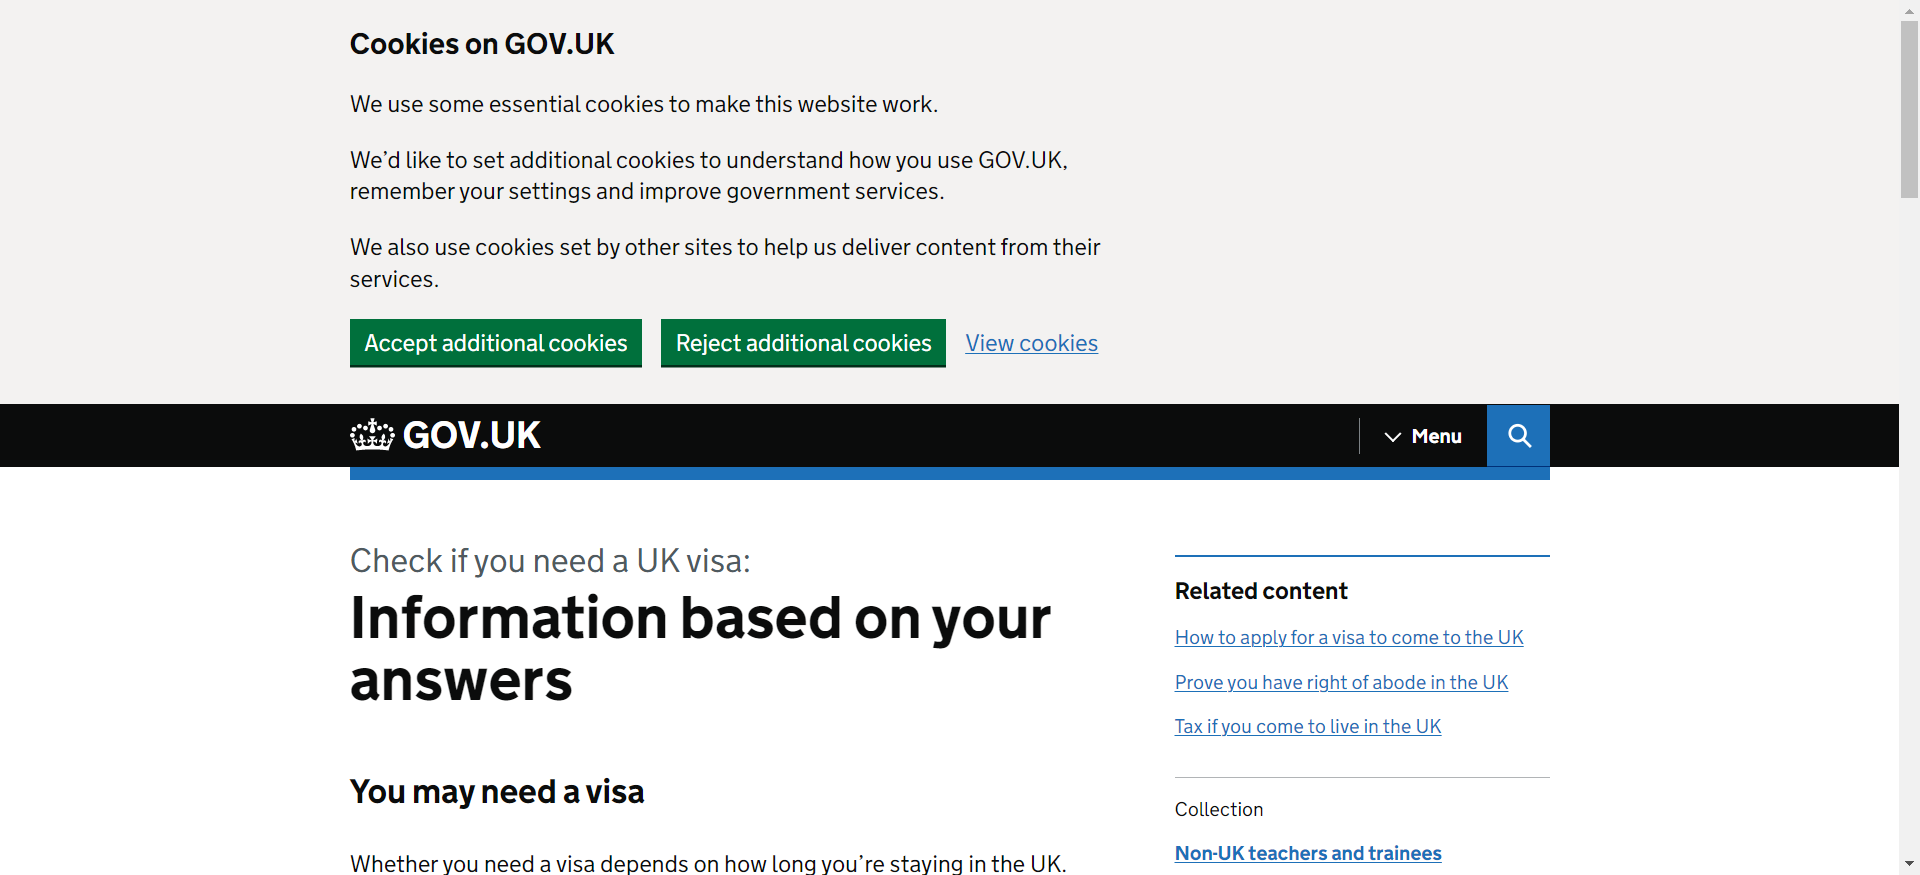 Cookies on GOV.UK
We use some essential cookies to make this website work.
We’d like to set additional cookies to understand how you use GOV.UK,
remember your settings and improve government services.
We also use cookies set by other sites to help us deliver content from their
services.
Accept additional cookies
Reject additional cookies
View cookies
GOV.UK
Menu
Check if you need a UK visa:
Information based on your
answers
You may need a visa
Whether you need a visa depends on how long you’re staying in the UK.
Related content
How to apply for a visa to come to the UK
Prove you have right of abode in the UK
Tax if you come to live in the UK
Collection
Non-UK teachers and trainees